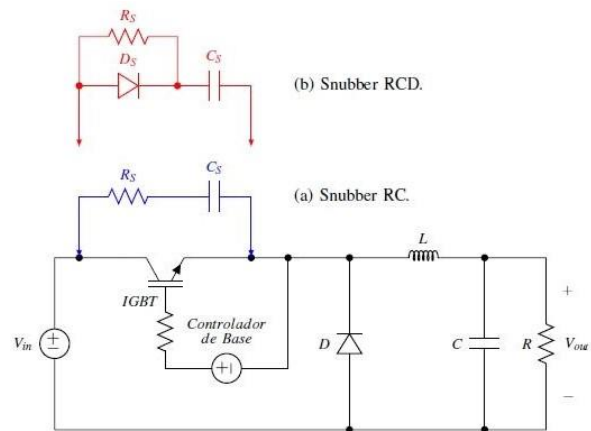 R_S
D_S
C_S
(b) Snubber RCD.
R_S
C_S
(a) Snubber RC.
L
IGBT
Controlador
de Base
V_in
+
D
C
R
V_out
−